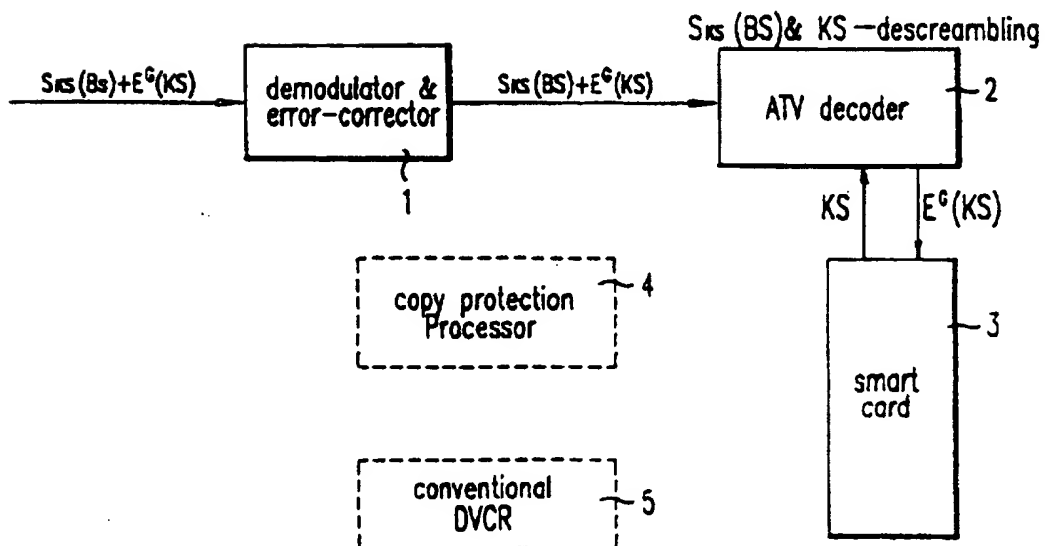 SKS(BS)& KS-descreambling
SKS(Bs)+E^G(KS)
demodulator &
error-corrector
1
SKS(BS)+E^G(KS)
ATV decoder
2
KS
E^G(KS)
copy protection
Processor
4
smart
card
3
conventional
DVCR
5